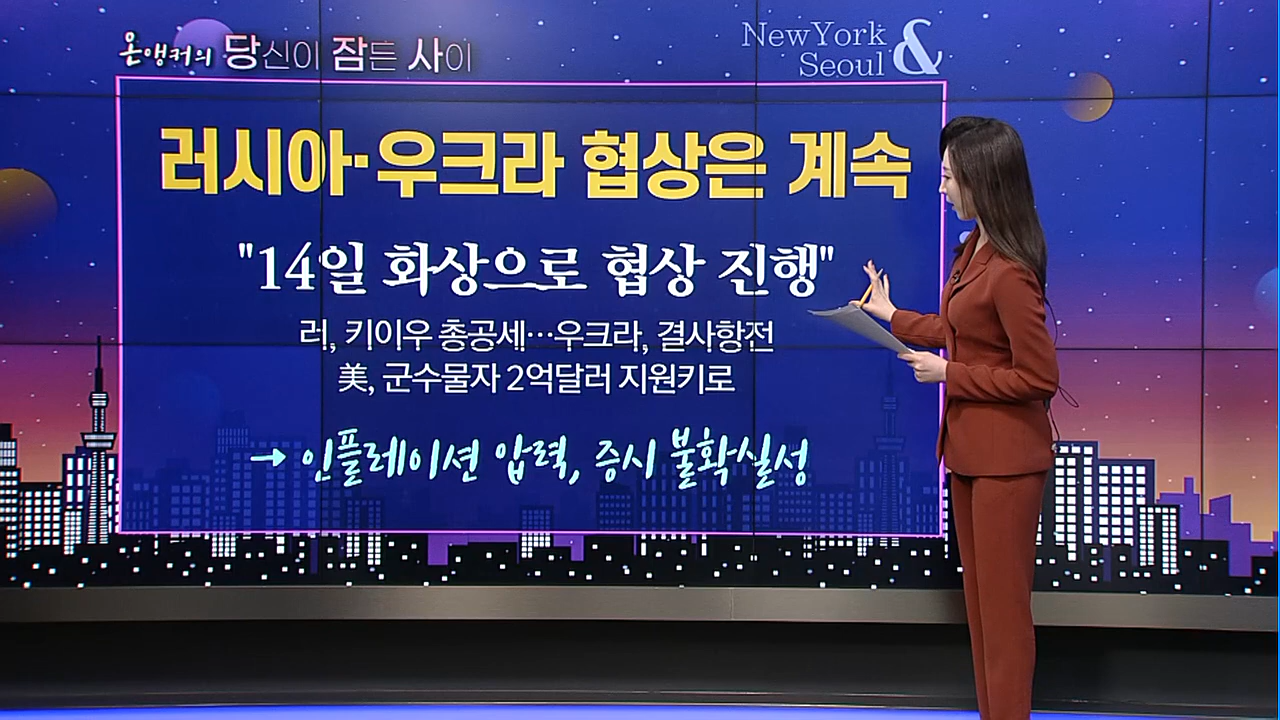 온앵커의 당신이 잠든 사이
NewYork &
Seoul
러시아·우크라 협상은 계속
"14일 화상으로 협상 진행"
러, 키이우 총공세…우크라, 결사항전
美, 군수물자 2억달러 지원키로
→ 인플레이션 압력, 증시 불확실성